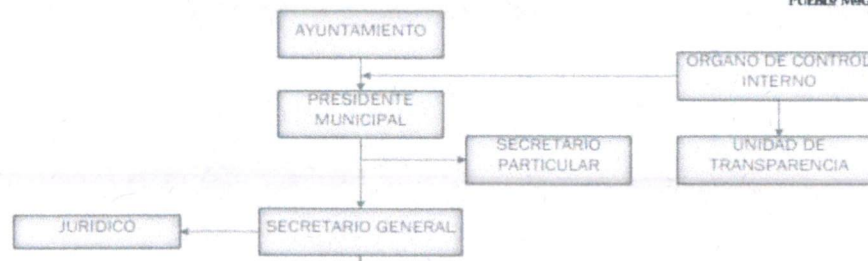 AYUNTAMIENTO
ORGANO DE CONTROL
INTERNO
PRESIDENTE
MUNICIPAL
SECRETARIO
PARTICULAR
UNIDAD DE
TRANSPARENCIA
JURIDICO
SECRETARIO GENERAL